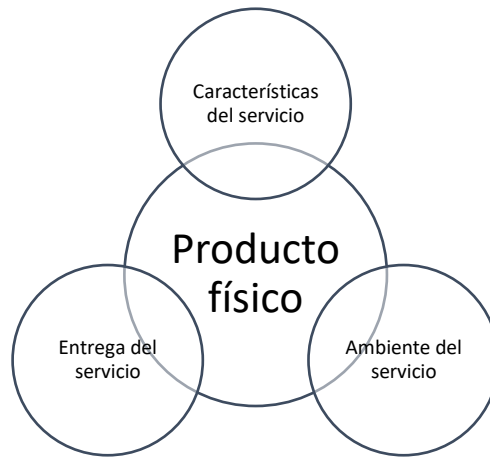 Características
del servicio
Producto
físico
Entrega del
servicio
Ambiente del
servicio